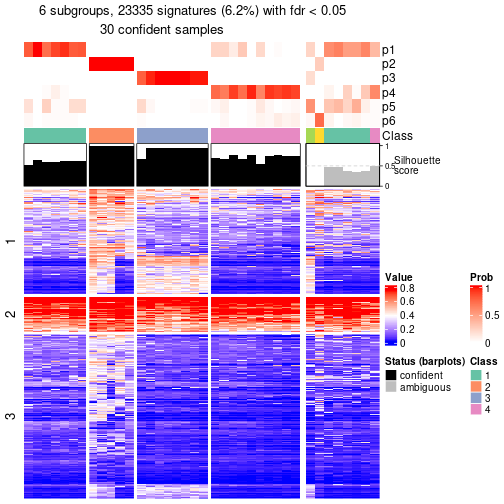 6 subgroups, 23335 signatures (6.2%) with fdr < 0.05
30 confident samples
p1
p2
p3
p4
p5
p6
Class
1
0.5
0
Silhouette
score
1
2
3
Value
0.8
0.6
0.4
0.2
0
Prob
1
0.5
0
Status (barplots)
confident
ambiguous
Class
1
2
3
4